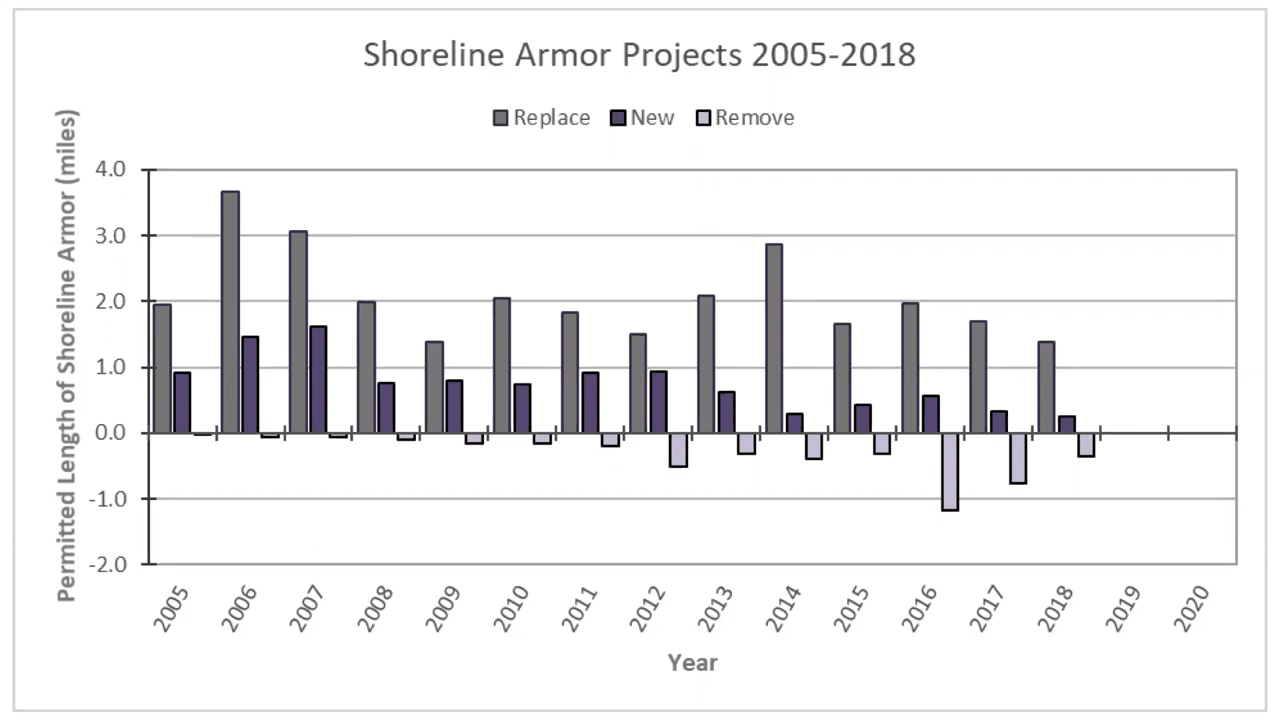 Shoreline Armor Projects 2005-2018
Replace New Remove
Permitted Length of Shoreline Armor (miles)
4.0
3.0
2.0
1.0
0.0
-1.0
-2.0
2005 2006 2007 2008 2009 2010 2011 2012 2013 2014 2015 2016 2017 2018 2019 2020
Year